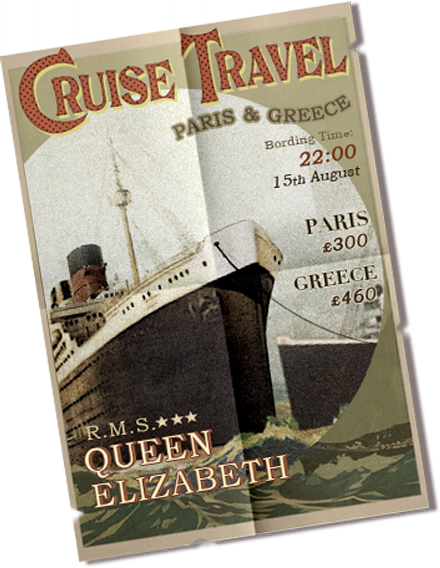 CRUISE TRAVEL
PARIS & GREECE
Bording Time:
22:00
15th August
PARIS
£300
GREECE
£460
R.M.S.★★★
QUEEN
ELIZABETH